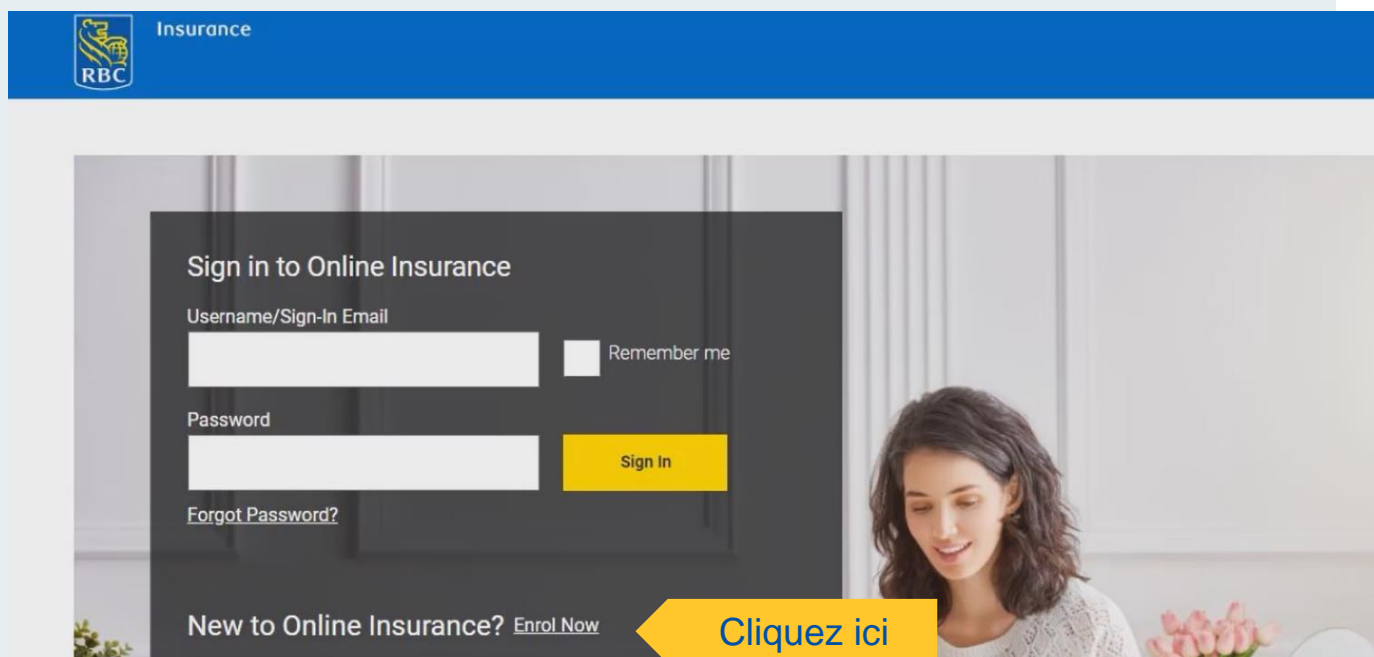 Insurance
RBC
Sign in to Online Insurance
Username/Sign-In Email
Remember me
Password
Sign In
Forgot Password?
New to Online Insurance? Enrol Now
Cliquez ici